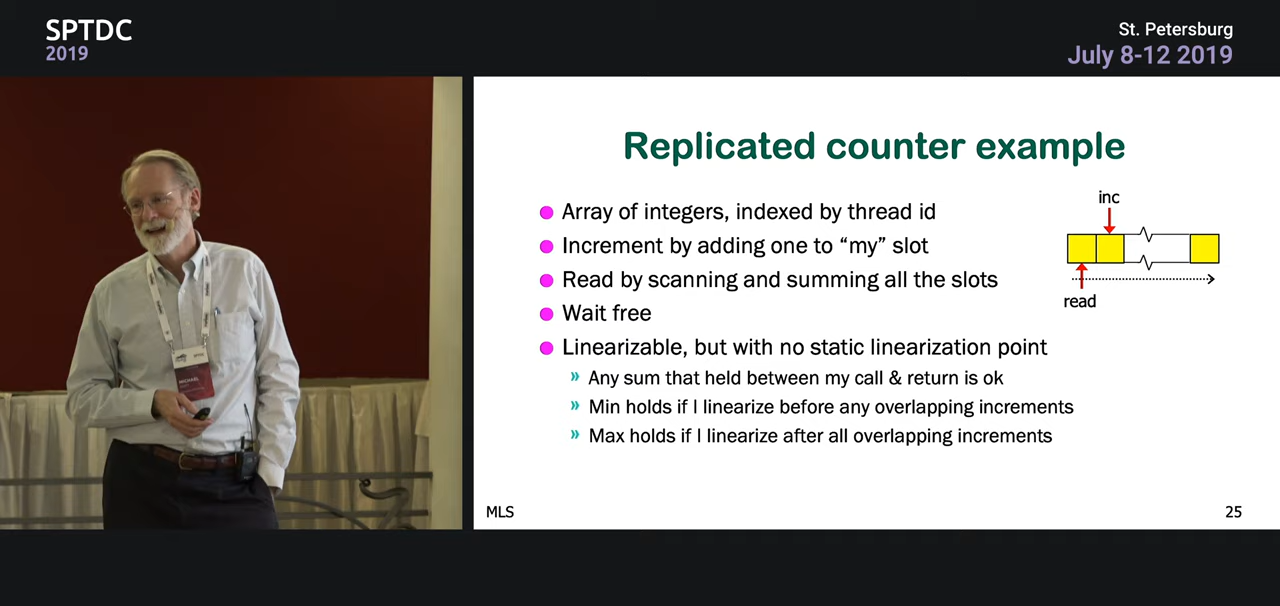 SPTDC
2019
St. Petersburg
July 8-12 2019
Replicated counter example
Array of integers, indexed by thread id
Increment by adding one to “my” slot
Read by scanning and summing all the slots
Wait free
Linearizable, but with no static linearization point
» Any sum that held between my call & return is ok
» Min holds if I linearize before any overlapping increments
» Max holds if I linearize after all overlapping increments
inc
read
MICHAEL
MLS
25